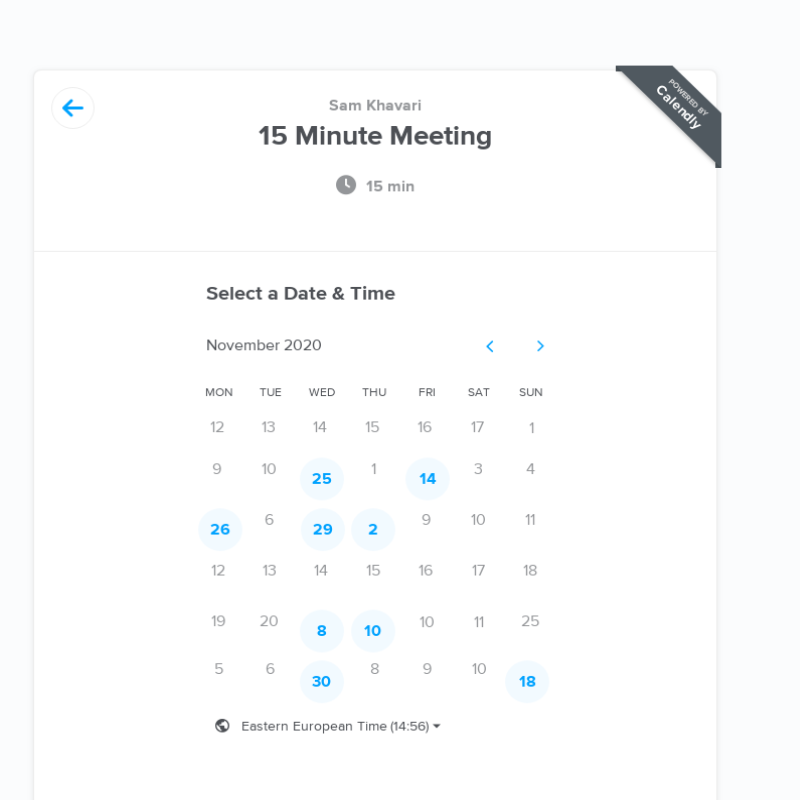 POWERED BY
Calendly
Sam Khavari
15 Minute Meeting
15 min
Select a Date & Time
November 2020
MON TUE WED THU FRI SAT SUN
12 13 14 15 16 17 1
9 10 25 1 14 3 4
26 6 29 2 9 10 11
12 13 14 15 16 17 18
19 20 8 10 10 11 25
5 6 30 8 9 10 18
Eastern European Time (14:56)